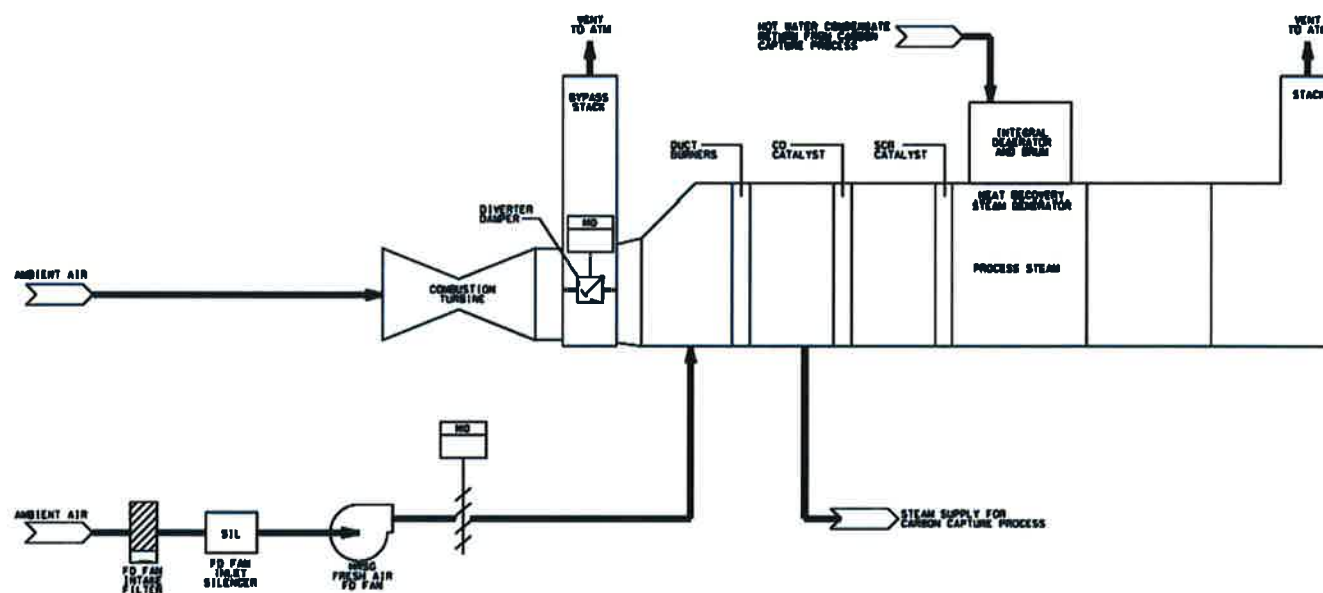 VENT
TO ATM
HOT WATER CONDENSATE
RETURN FROM CARBON
CAPTURE PROCESS
VENT
TO ATM
BYPASS
STACK
STACK
INTEGRAL
DEAERATOR
AND DRUM
DUCT
BURNERS
CO
CATALYST
SCR
CATALYST
HEAT RECOVERY
STEAM GENERATOR
DIVERTER
DAMPER
MO
AMBIENT AIR
COMBUSTION
TURBINE
PROCESS STEAM
MO
AMBIENT AIR
SIL
STEAM SUPPLY FOR
CARBON CAPTURE PROCESS
FD FAN
INTAKE
FILTER
FD FAN
INLET
SILENCER
HRSG
FRESH AIR
FD FAN